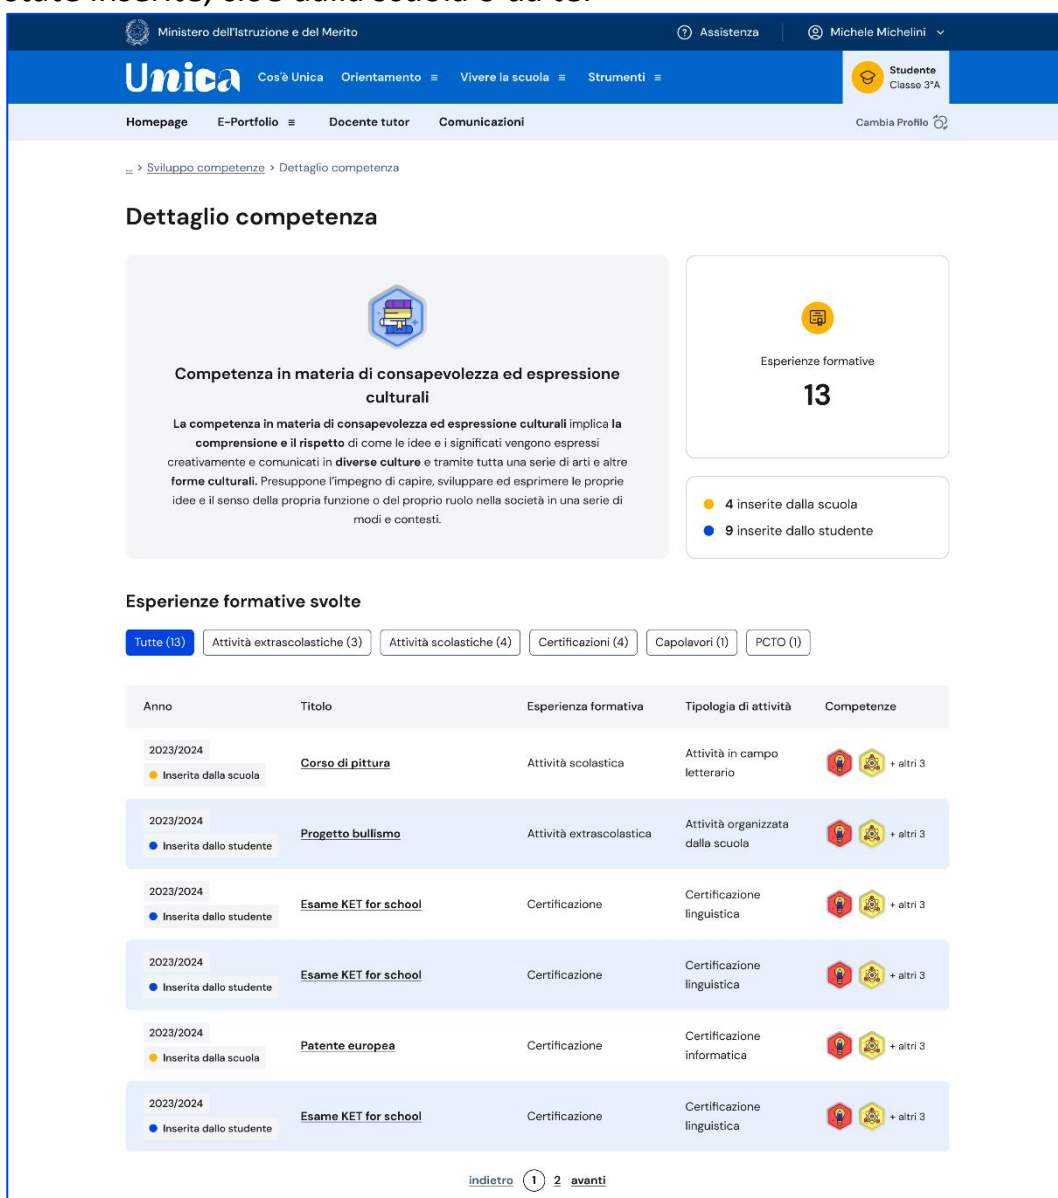 Ministero dell'Istruzione e del Merito
Assistenza
Michele Michelini
Unica
Cos'è Unica
Orientamento
Vivere la scuola
Strumenti
Studente
Classe 3°A
Homepage
E-Portfolio
Docente tutor
Comunicazioni
Cambia Profilo
... > Sviluppo competenze > Dettaglio competenza
Dettaglio competenza
Competenza in materia di consapevolezza ed espressione
culturali
La competenza in materia di consapevolezza ed espressione culturali implica la
comprensione e il rispetto di come le idee e i significati vengono espressi
creativamente e comunicati in diverse culture e tramite tutta una serie di arti e altre
forme culturali. Presuppone l'impegno di capire, sviluppare ed esprimere le proprie
idee e il senso della propria funzione o del proprio ruolo nella società in una serie di
modi e contesti.
Esperienze formative
13
4 inserite dalla scuola
9 inserite dallo studente
Esperienze formative svolte
Tutte (13)
Attività extrascolastiche (3)
Attività scolastiche (4)
Certificazioni (4)
Capolavori (1)
PCTO (1)
Anno
Titolo
Esperienza formativa
Tipologia di attività
Competenze
2023/2024
Inserita dalla scuola
Corso di pittura
Attività scolastica
Attività in campo
letterario
+ altri 3
2023/2024
Inserita dallo studente
Progetto bullismo
Attività extrascolastica
Attività organizzata
dalla scuola
+ altri 3
2023/2024
Inserita dallo studente
Esame KET for school
Certificazione
Certificazione
linguistica
+ altri 3
2023/2024
Inserita dallo studente
Esame KET for school
Certificazione
Certificazione
linguistica
+ altri 3
2023/2024
Inserita dalla scuola
Patente europea
Certificazione
Certificazione
informatica
+ altri 3
2023/2024
Inserita dallo studente
Esame KET for school
Certificazione
Certificazione
linguistica
+ altri 3
indietro 1 2 avanti